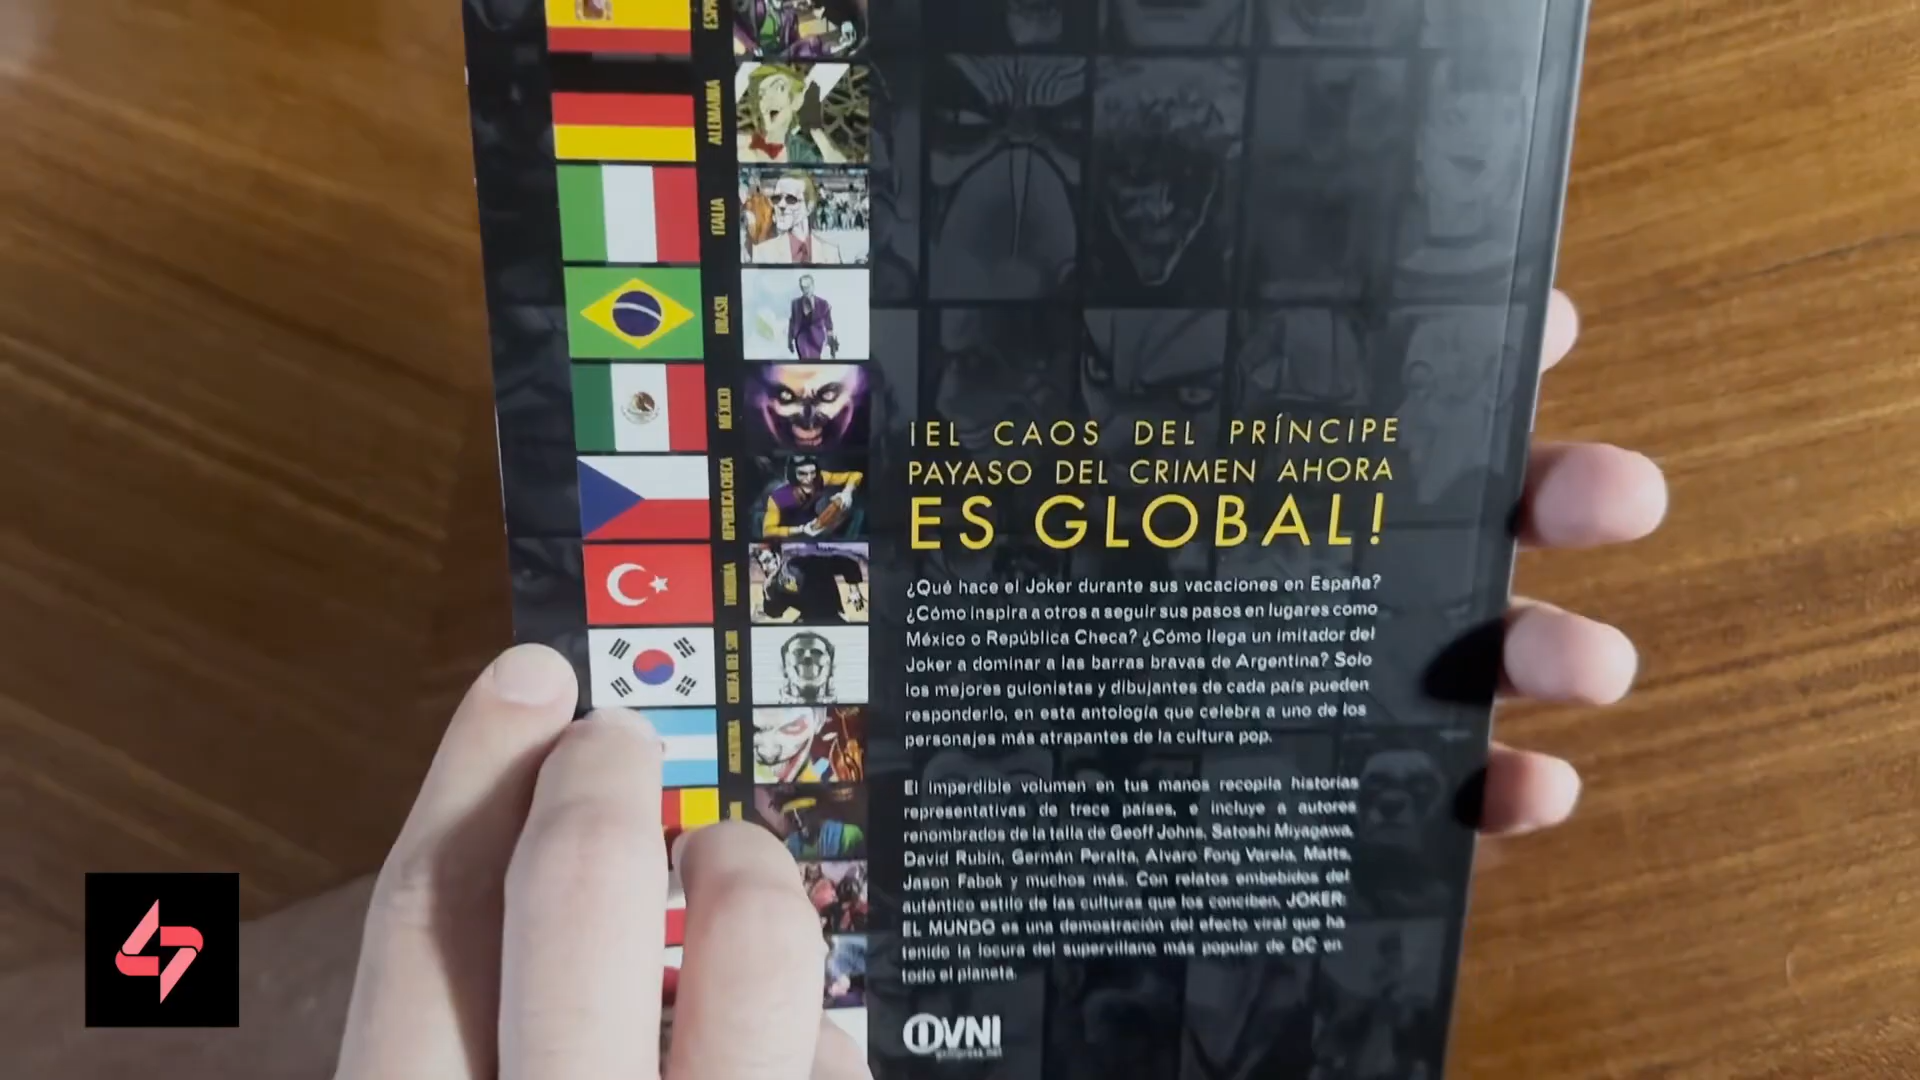 ALEMANIA
ITALIA
BRASIL
MÉXICO
REPUBLICA CHECA
TURQUÍA
COREA DEL SUR
ARGENTINA
¡EL CAOS DEL PRÍNCIPE
PAYASO DEL CRIMEN AHORA
ES GLOBAL!
¿Qué hace el Joker durante sus vacaciones en España?
¿Cómo inspira a otros a seguir sus pasos en lugares como
México o República Checa? ¿Cómo llega un imitador del
Joker a dominar a las barras bravas de Argentina? Solo
los mejores guionistas y dibujantes de cada país pueden
responderlo, en esta antología que celebra a uno de los
personajes más atrapantes de la cultura pop.
El imperdible volumen en tus manos recopila historias
representativas de trece países, e incluye a autores
renombrados de la talla de Geoff Johns, Satoshi Miyagawa,
David Rubín, Germán Peralta, Alvaro Fong Varela, Matts,
Jason Fabok y muchos más. Con relatos embebidos del
auténtico estilo de las culturas que los conciben, JOKER:
EL MUNDO es una demostración del efecto viral que ha
tenido la locura del supervillano más popular de DC en
todo el planeta.
OVNI